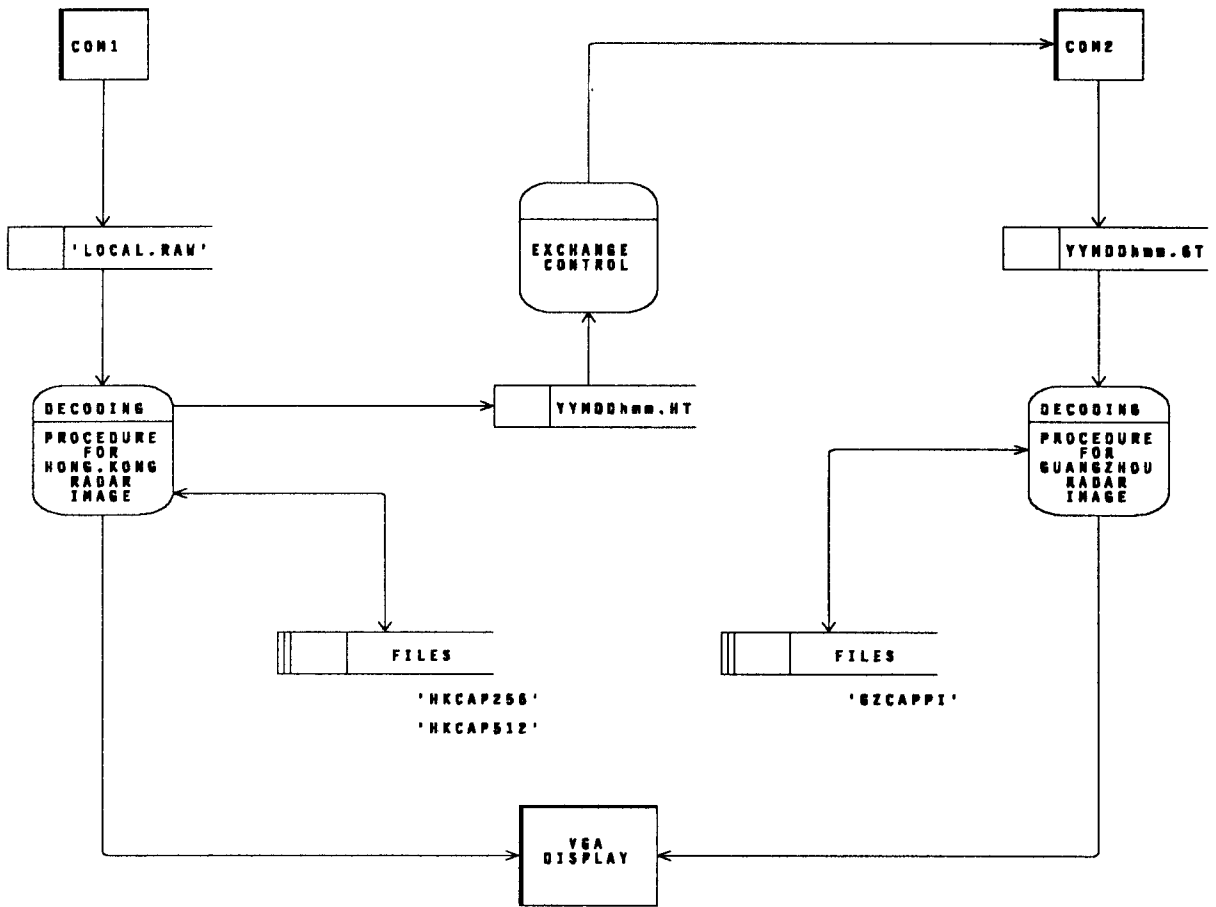 COM1
COM2
'LOCAL.RAW'
EXCHANGE
CONTROL
YYMDDhmm.GT
DECODING
PROCEDURE
FOR
HONG.KONG
RADAR
IMAGE
YYMDDhmm.HT
DECODING
PROCEDURE
FOR
GUANGZHOU
RADAR
IMAGE
FILES
'HKCAP256'
'HKCAP512'
FILES
'GZCAPPI'
VGA
DISPLAY